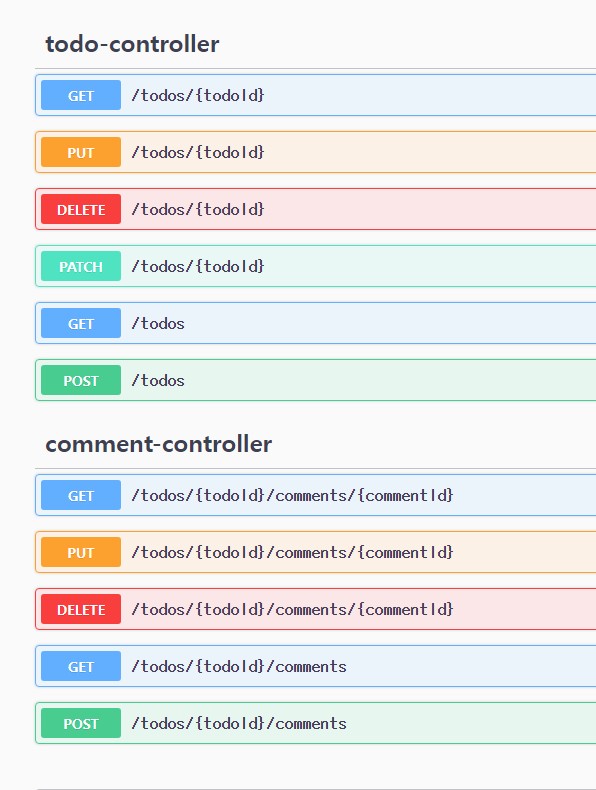 todo-controller
GET /todos/{todoId}
PUT /todos/{todoId}
DELETE /todos/{todoId}
PATCH /todos/{todoId}
GET /todos
POST /todos
comment-controller
GET /todos/{todoId}/comments/{commentId}
PUT /todos/{todoId}/comments/{commentId}
DELETE /todos/{todoId}/comments/{commentId}
GET /todos/{todoId}/comments
POST /todos/{todoId}/comments